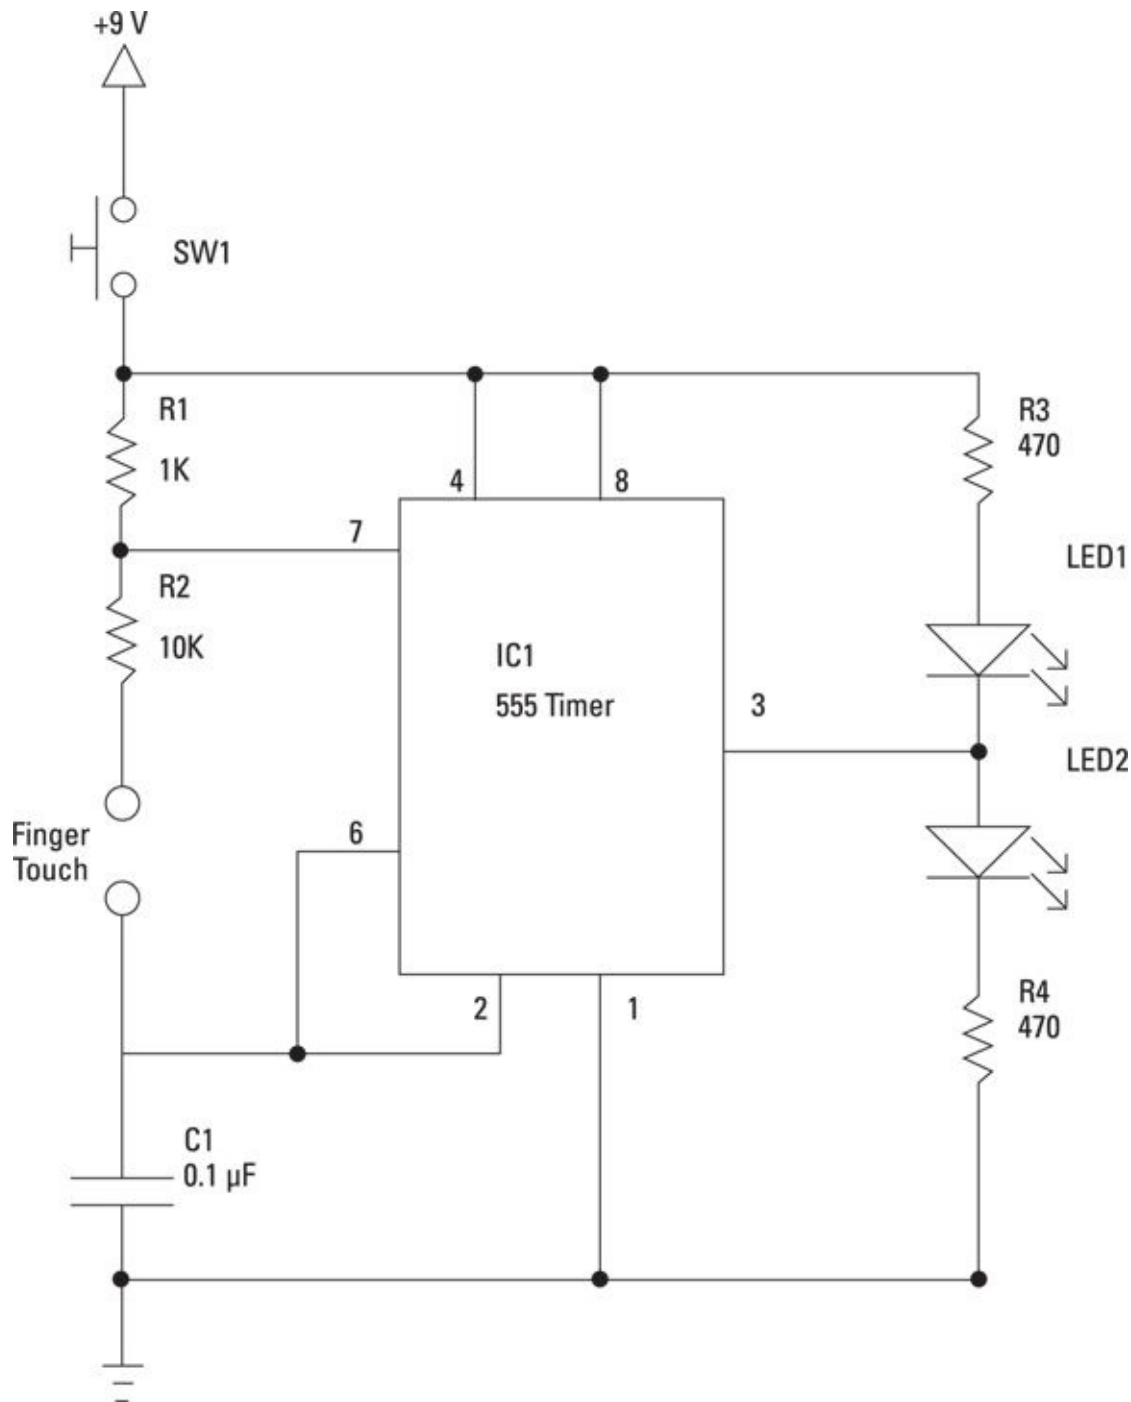 +9 V
SW1
R1
1K
R3
470
4
8
7
LED1
R2
10K
IC1
555 Timer
3
LED2
Finger
Touch
6
2
1
R4
470
C1
0.1 µF